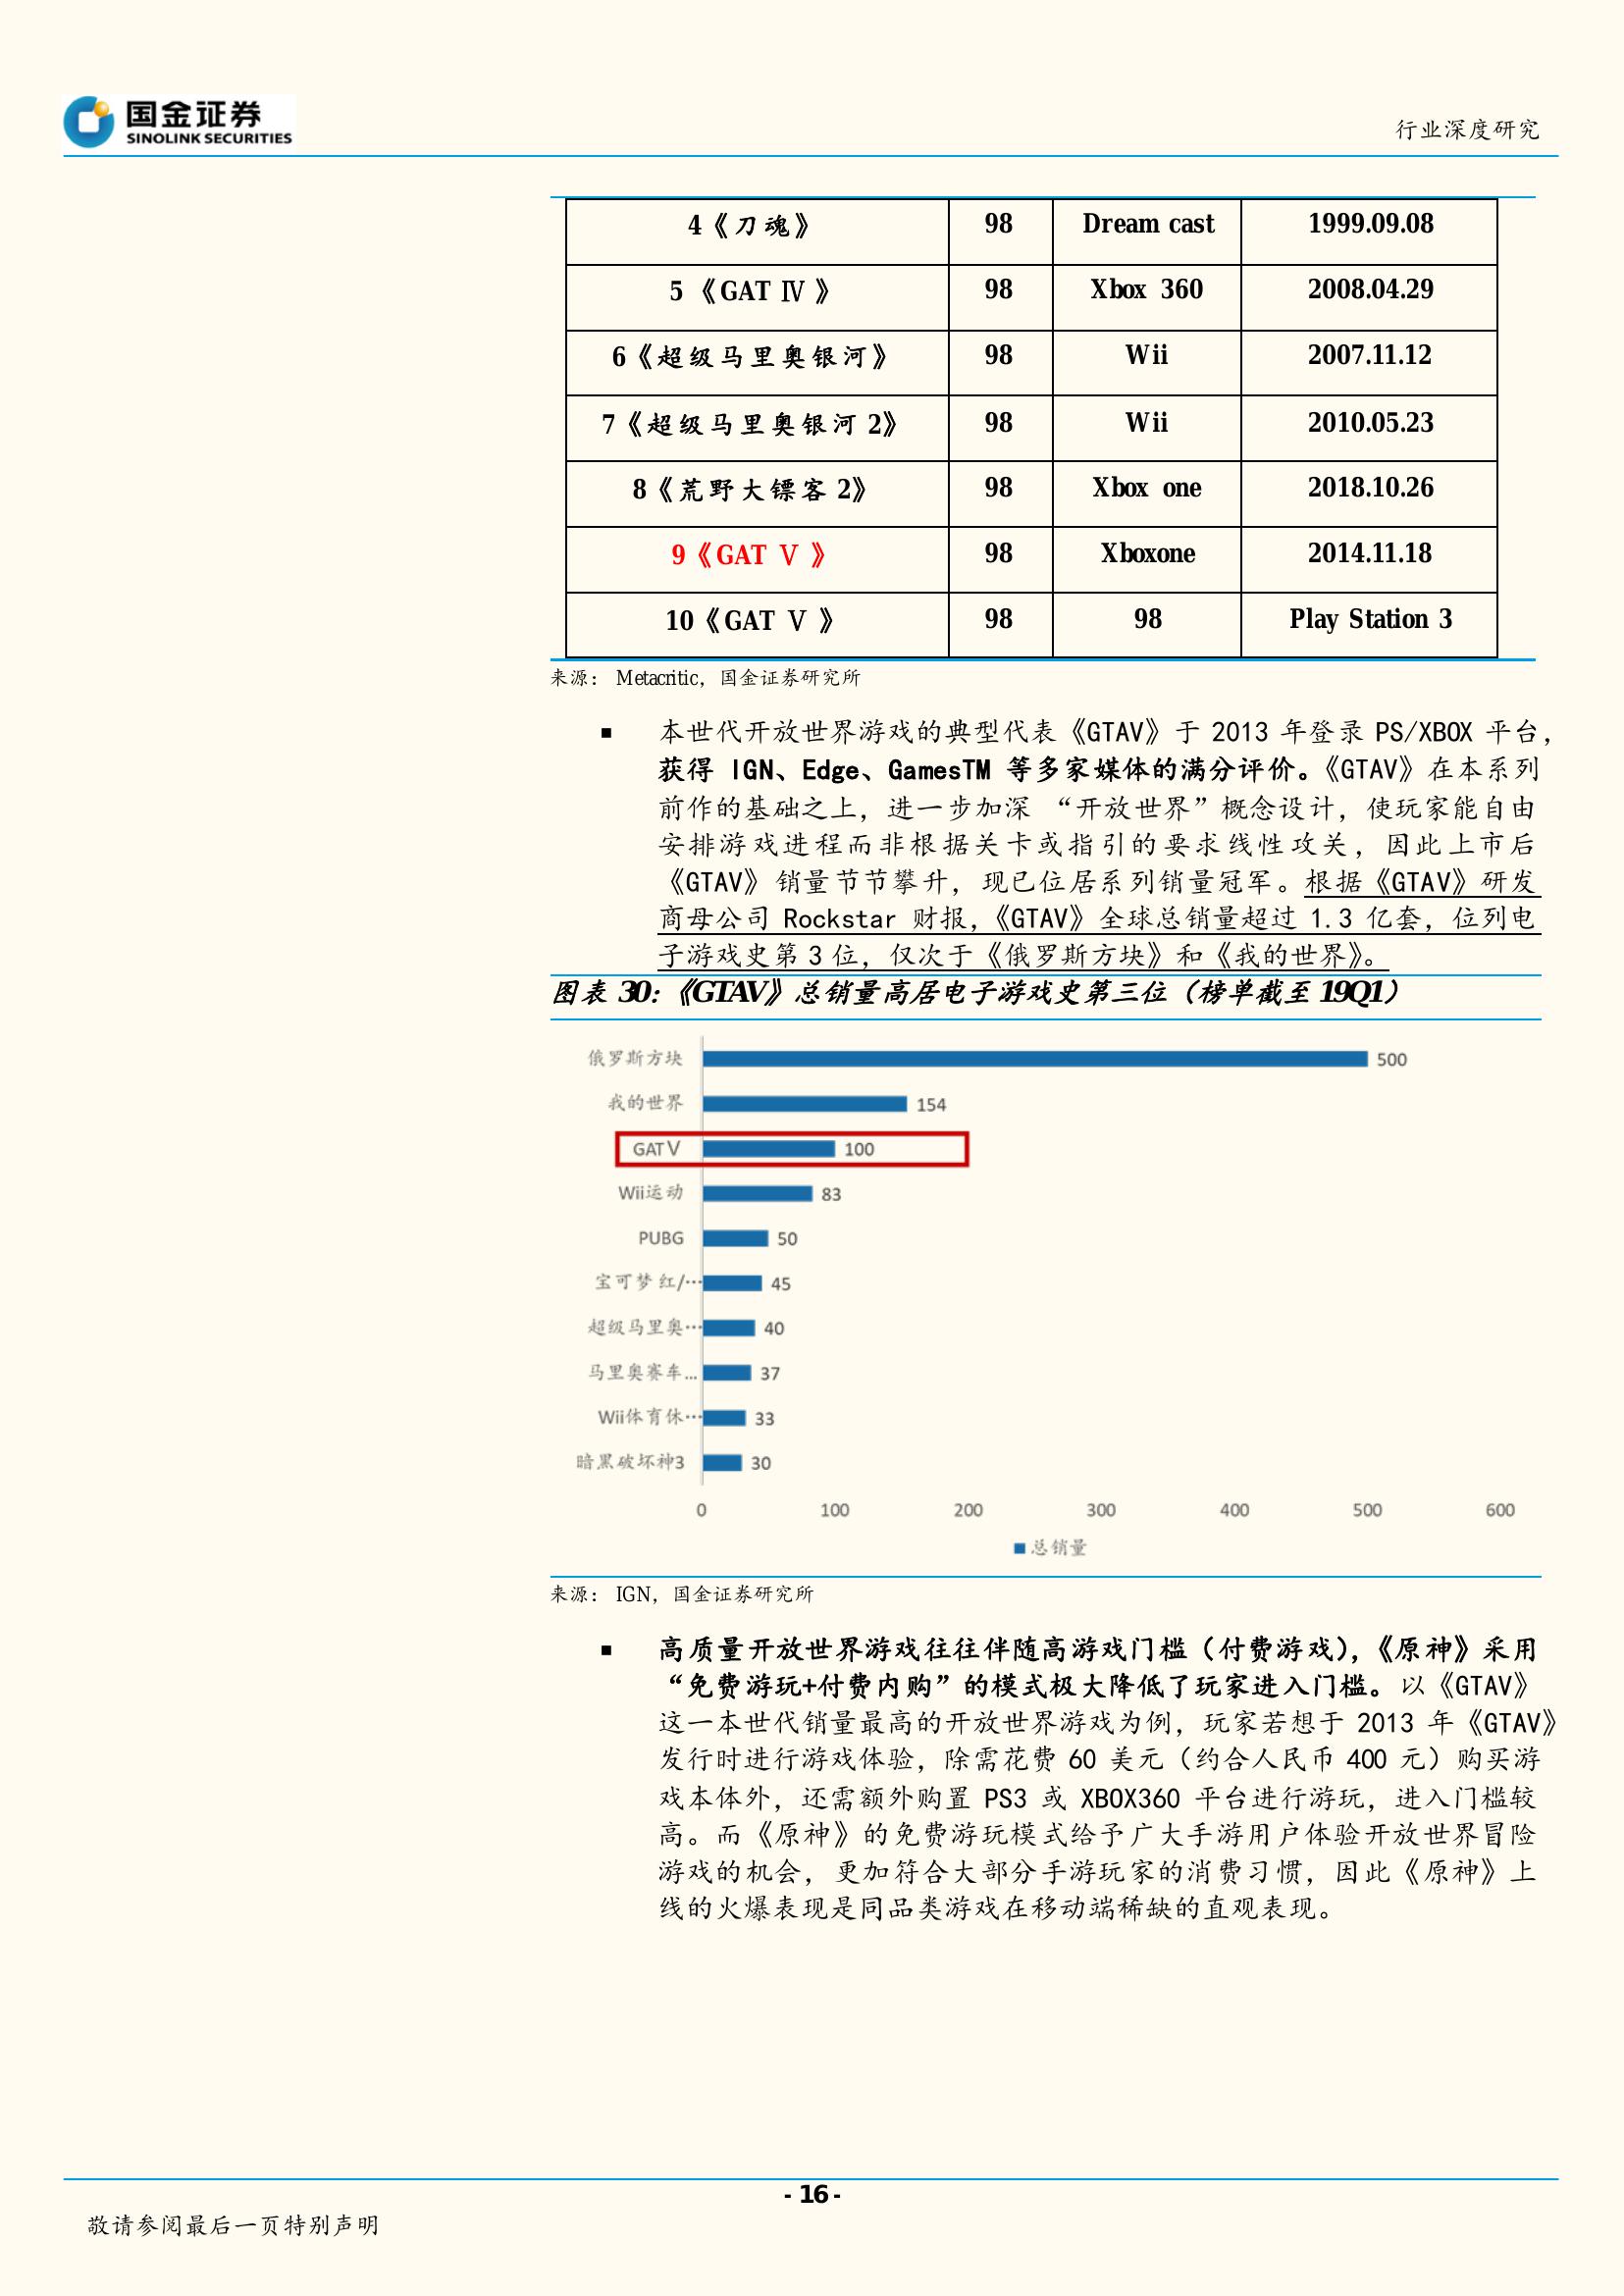 国金证券
SINOLINK SECURITIES
行业深度研究
4《刀魂》 98 Dream cast 1999.09.08
5 《GAT Ⅳ 》 98 Xbox 360 2008.04.29
6《超级马里奥银河》 98 Wii 2007.11.12
7《超级马里奥银河 2》 98 Wii 2010.05.23
8《荒野大镖客 2》 98 Xbox one 2018.10.26
9《GAT Ⅴ 》 98 Xboxone 2014.11.18
10《GAT Ⅴ 》 98 98 Play Station 3
来源： Metacritic，国金证券研究所
■ 本世代开放世界游戏的典型代表《GTAV》于 2013 年登录 PS/XBOX 平台，
获得 IGN、Edge、GamesTM 等多家媒体的满分评价。《GTAV》在本系列
前作的基础之上，进一步加深 “开放世界”概念设计，使玩家能自由
安排游戏进程而非根据关卡或指引的要求线性攻关，因此上市后
《GTAV》销量节节攀升，现已位居系列销量冠军。根据《GTAV》研发
商母公司 Rockstar 财报，《GTAV》全球总销量超过 1.3 亿套，位列电
子游戏史第 3 位，仅次于《俄罗斯方块》和《我的世界》。
图表 30：《GTAV》总销量高居电子游戏史第三位（榜单截至 19Q1）
俄罗斯方块 500
我的世界 154
GATⅤ 100
Wii运动 83
PUBG 50
宝可梦 红/… 45
超级马里奥… 40
马里奥赛车… 37
Wii体育休… 33
暗黑破坏神3 30
0 100 200 300 400 500 600
■总销量
来源： IGN，国金证券研究所
■ 高质量开放世界游戏往往伴随高游戏门槛（付费游戏），《原神》采用
“免费游玩+付费内购”的模式极大降低了玩家进入门槛。以《GTAV》
这一本世代销量最高的开放世界游戏为例，玩家若想于 2013 年《GTAV》
发行时进行游戏体验，除需花费 60 美元（约合人民币 400 元）购买游
戏本体外，还需额外购置 PS3 或 XBOX360 平台进行游玩，进入门槛较
高。而《原神》的免费游玩模式给予广大手游用户体验开放世界冒险
游戏的机会，更加符合大部分手游玩家的消费习惯，因此《原神》上
线的火爆表现是同品类游戏在移动端稀缺的直观表现。
- 16 -
敬请参阅最后一页特别声明